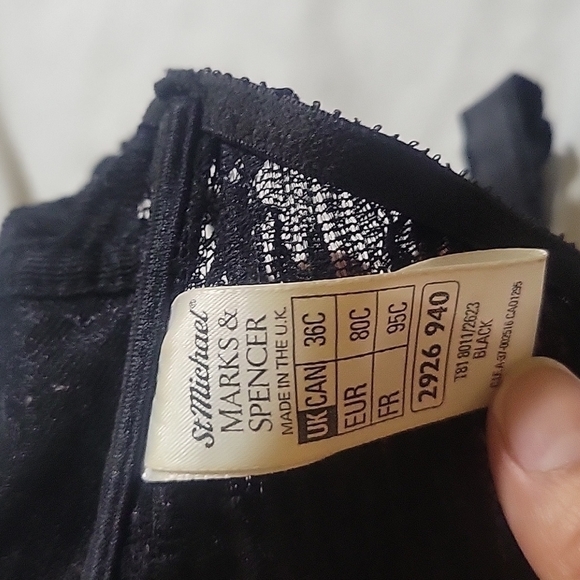 St Michael®
MARKS &
SPENCER
MADE IN THE U.K.
UK CAN 36C
EUR 80C
FR 95C
2926 940
T81 8011/2623
BLACK
CA01295